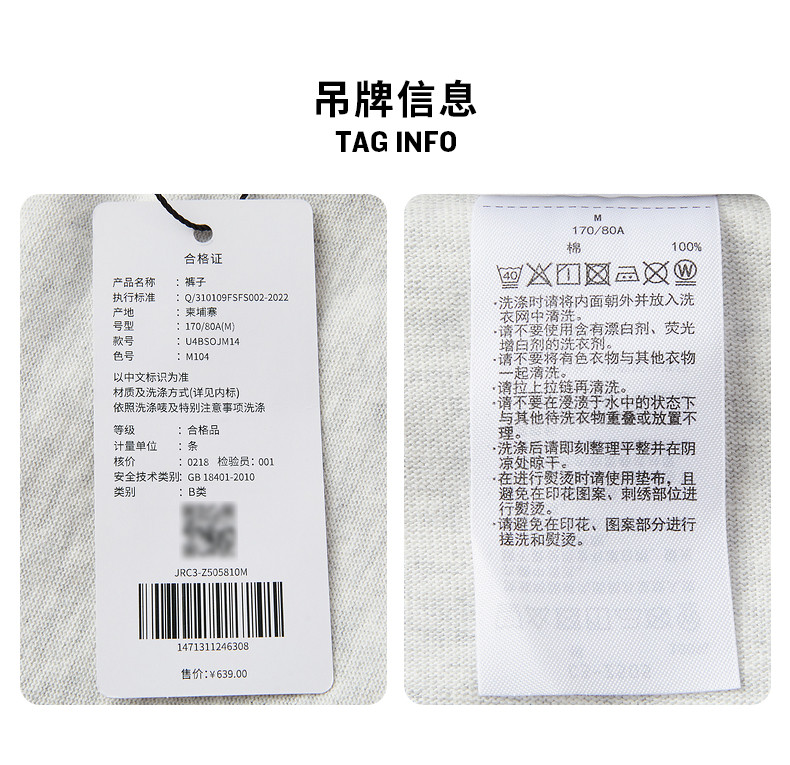 吊牌信息
TAG INFO
合格证
产品名称 ：裤子
执行标准 ：Q/310109FSFS002-2022
产地 ：柬埔寨
号型 ：170/80A(M)
款号 ：U4BSOJM14
色号 ：M104
以中文标识为准
材质及洗涤方式(详见内标)
依照洗涤唛及特别注意事项洗涤
等级 ：合格品
计量单位 ：条
核价 ：0218 检验员：001
安全技术类别：GB 18401-2010
类别 ：B类
JRC3-Z505810M
1471311246308
售价：￥639.00
M
170/80A
棉 100%
40 W
·洗涤时请将内面朝外并放入洗
衣网中清洗。
·请不要使用含有漂白剂、荧光
增白剂的洗衣剂。
·请不要将有色衣物与其他衣物
一起清洗。
·请拉上拉链再清洗。
·请不要在浸渍于水中的状态下
与其他待洗衣物重叠或放置不
理。
·洗涤后请即刻整理平整并在阴
凉处晾干。
·在进行熨烫时请使用垫布，且
避免在印花图案、刺绣部位进
行熨烫。
·请避免在印花、图案部分进行
搓洗和熨烫。